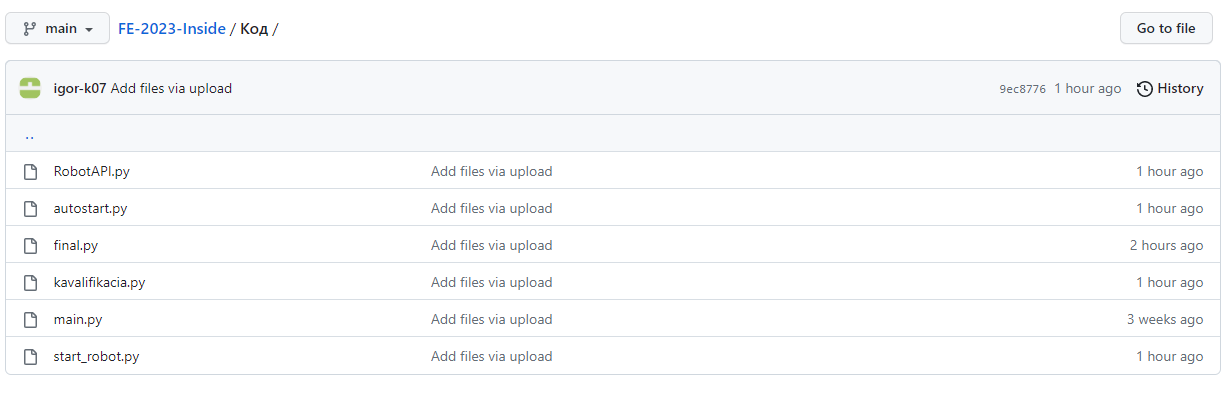 main FE-2023-Inside / Код / Go to file
igor-k07 Add files via upload 9ec8776 1 hour ago History
..
RobotAPI.py Add files via upload 1 hour ago
autostart.py Add files via upload 1 hour ago
final.py Add files via upload 2 hours ago
kavalifikacia.py Add files via upload 1 hour ago
main.py Add files via upload 3 weeks ago
start_robot.py Add files via upload 1 hour ago